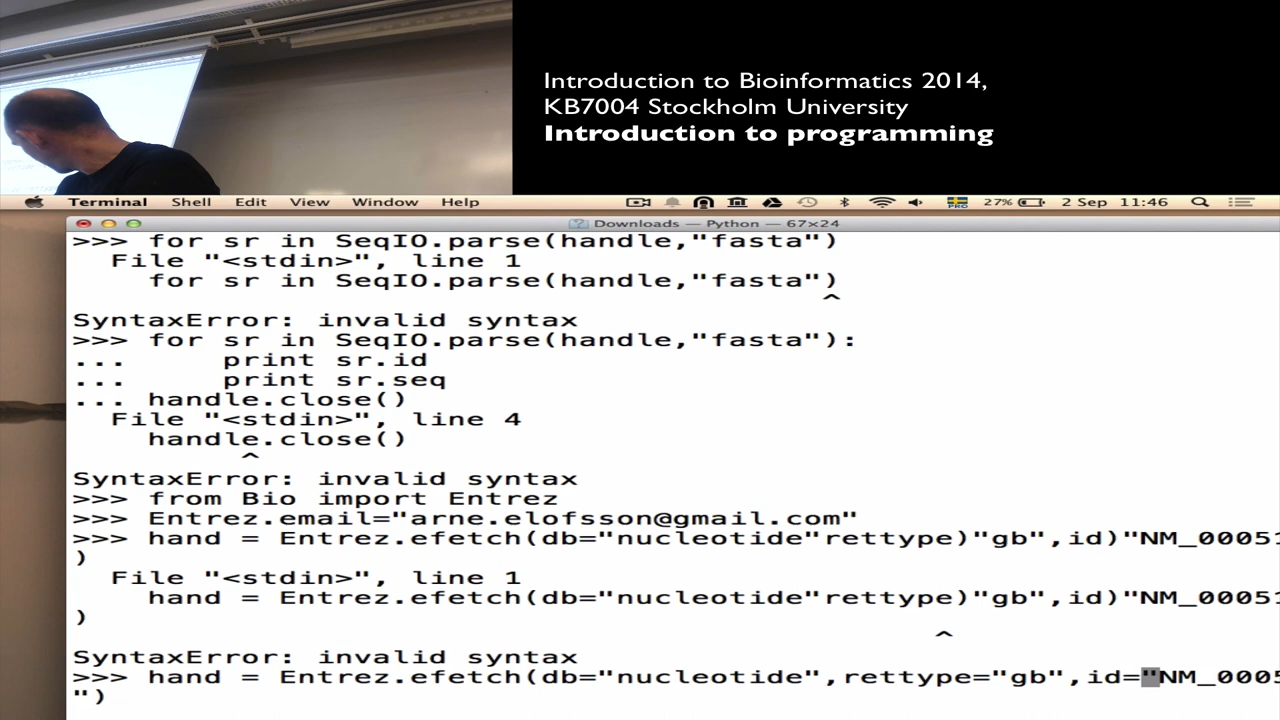 Introduction to Bioinformatics 2014,
KB7004 Stockholm University
Introduction to programming
Terminal Shell Edit View Window Help 27% 2 Sep 11:46
Downloads — Python — 67×24
>>> for sr in SeqIO.parse(handle,"fasta")
File "<stdin>", line 1
for sr in SeqIO.parse(handle,"fasta")
^
SyntaxError: invalid syntax
>>> for sr in SeqIO.parse(handle,"fasta"):
... print sr.id
... print sr.seq
... handle.close()
File "<stdin>", line 4
handle.close()
^
SyntaxError: invalid syntax
>>> from Bio import Entrez
>>> Entrez.email="arne.elofsson@gmail.com"
>>> hand = Entrez.efetch(db="nucleotide"rettype)"gb",id)"NM_00051
)
File "<stdin>", line 1
hand = Entrez.efetch(db="nucleotide"rettype)"gb",id)"NM_00051
)
^
SyntaxError: invalid syntax
>>> hand = Entrez.efetch(db="nucleotide",rettype="gb",id="NM_0005
")